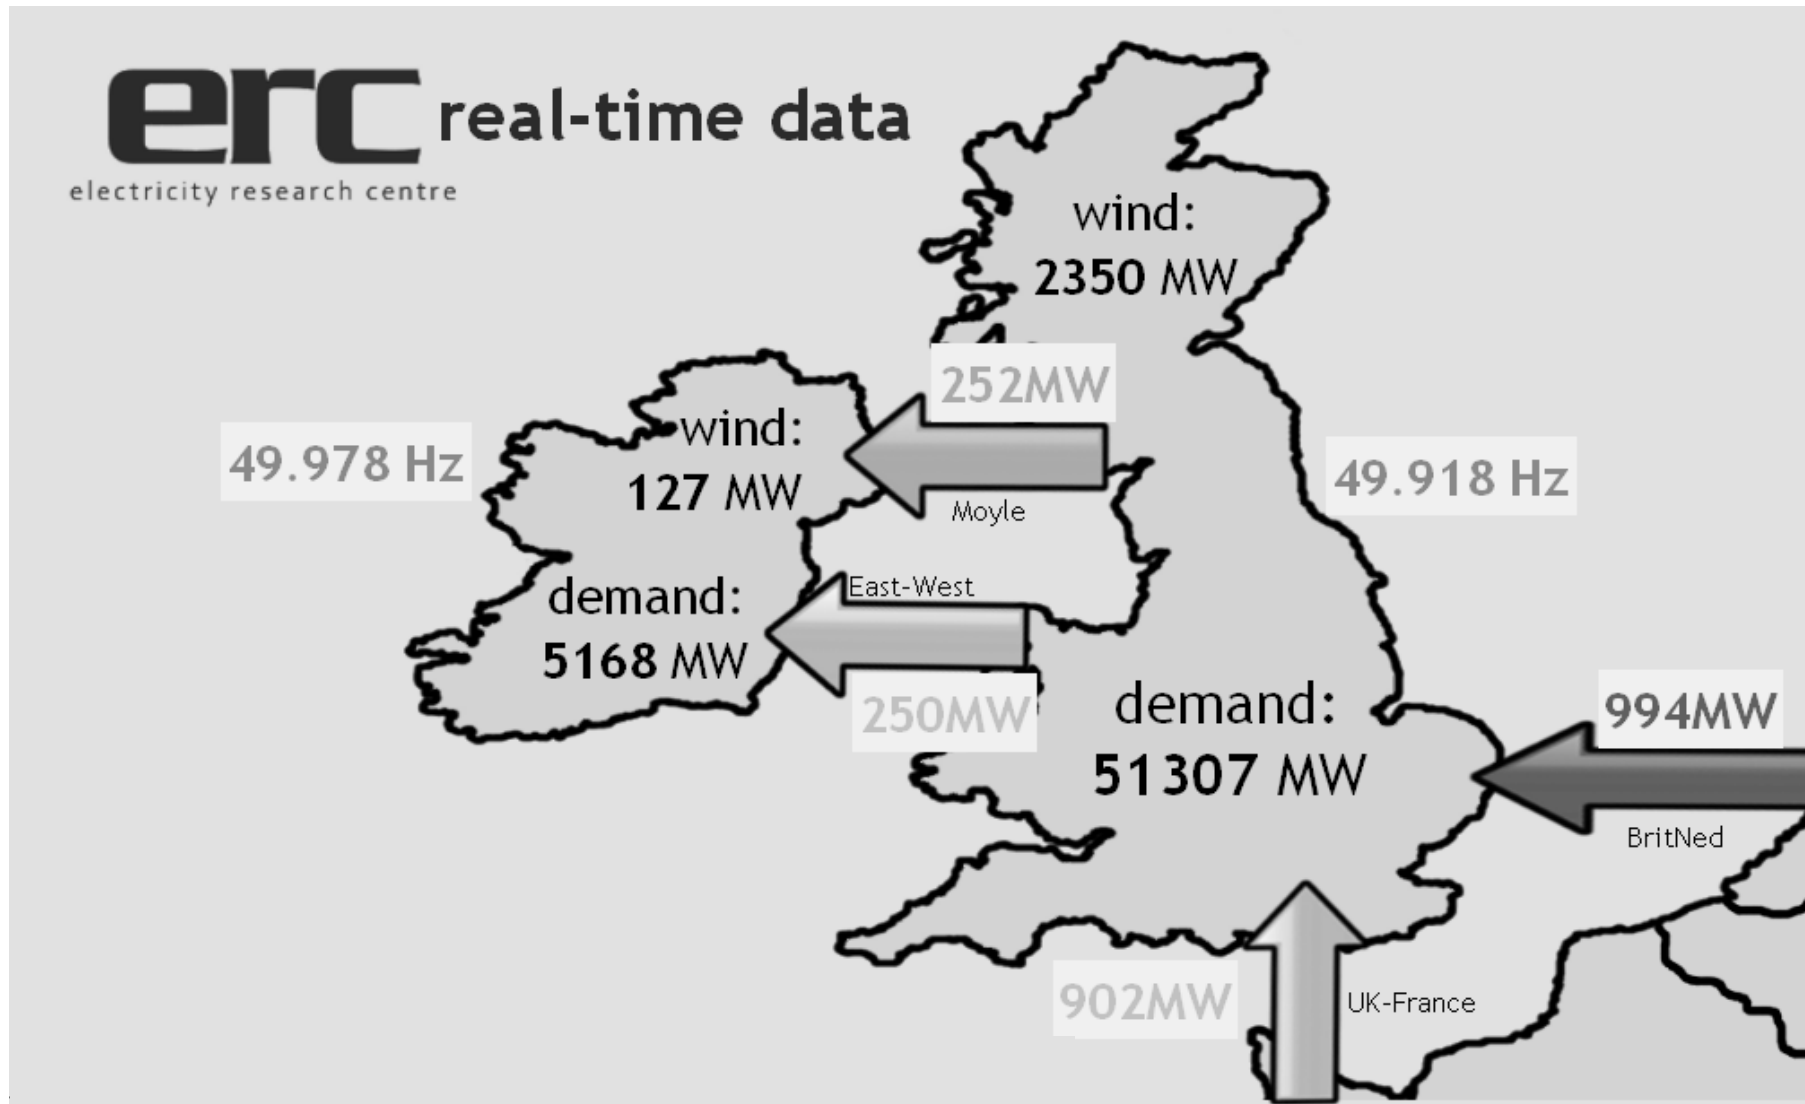 erc real-time data
electricity research centre
wind:
2350 MW
252MW
wind:
127 MW
Moyle
49.978 Hz
49.918 Hz
East-West
demand:
5168 MW
250MW
demand:
51307 MW
994MW
BritNed
902MW
UK-France